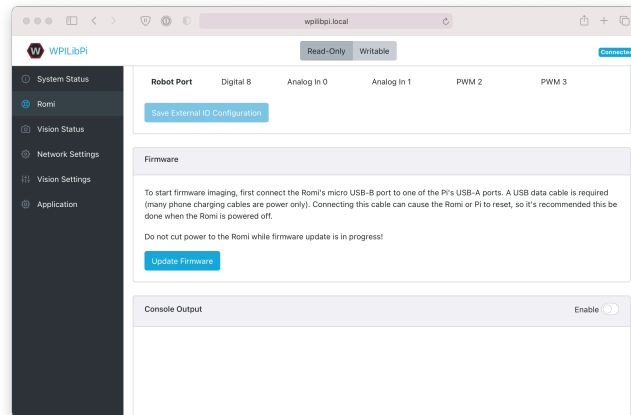 wpilibpi.local
W WPILibPi
Read-Only Writable
Connected
System Status
Romi
Vision Status
Network Settings
Vision Settings
Application
Robot Port Digital 8 Analog In 0 Analog In 1 PWM 2 PWM 3
Save External IO Configuration
Firmware
To start firmware imaging, first connect the Romi's micro USB-B port to one of the Pi's USB-A ports. A USB data cable is required
(many phone charging cables are power only). Connecting this cable can cause the Romi or Pi to reset, so it's recommended this be
done when the Romi is powered off.
Do not cut power to the Romi while firmware update is in progress!
Update Firmware
Console Output Enable